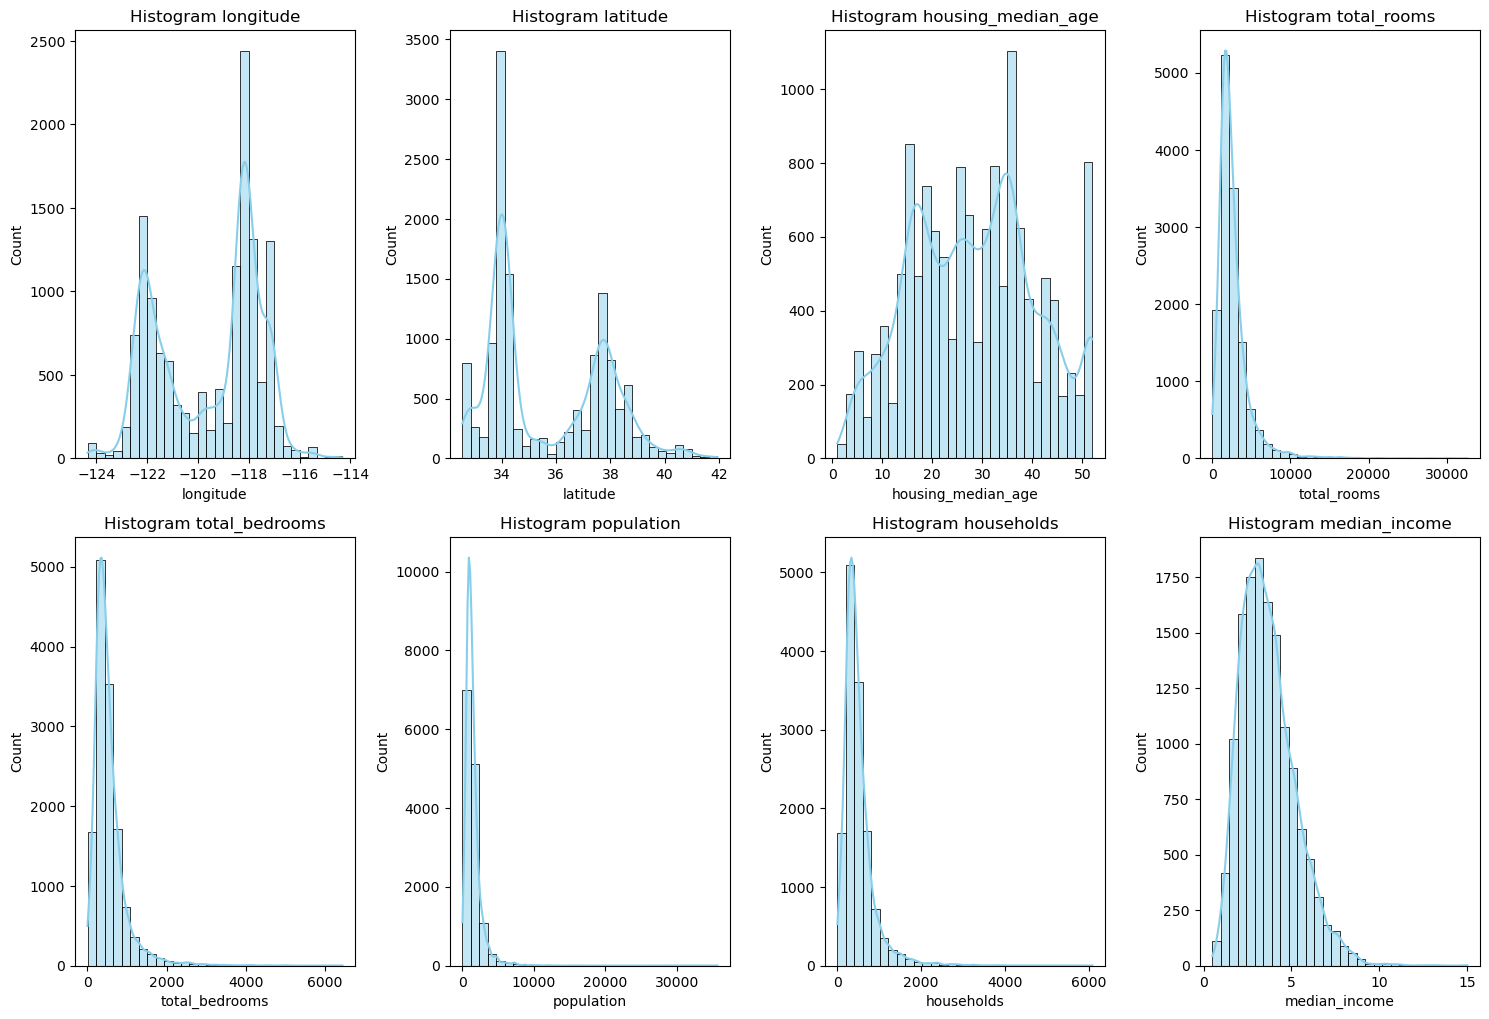 Histogram longitude
2500
2000
1500
1000
500
0
Count
−124 −122 −120 −118 −116 −114
longitude
Histogram latitude
3500
3000
2500
2000
1500
1000
500
0
Count
34 36 38 40 42
latitude
Histogram housing_median_age
1000
800
600
400
200
0
Count
0 10 20 30 40 50
housing_median_age
Histogram total_rooms
5000
4000
3000
2000
1000
0
Count
0 10000 20000 30000
total_rooms
Histogram total_bedrooms
5000
4000
3000
2000
1000
0
Count
0 2000 4000 6000
total_bedrooms
Histogram population
10000
8000
6000
4000
2000
0
Count
0 10000 20000 30000
population
Histogram households
5000
4000
3000
2000
1000
0
Count
0 2000 4000 6000
households
Histogram median_income
1750
1500
1250
1000
750
500
250
0
Count
0 5 10 15
median_income